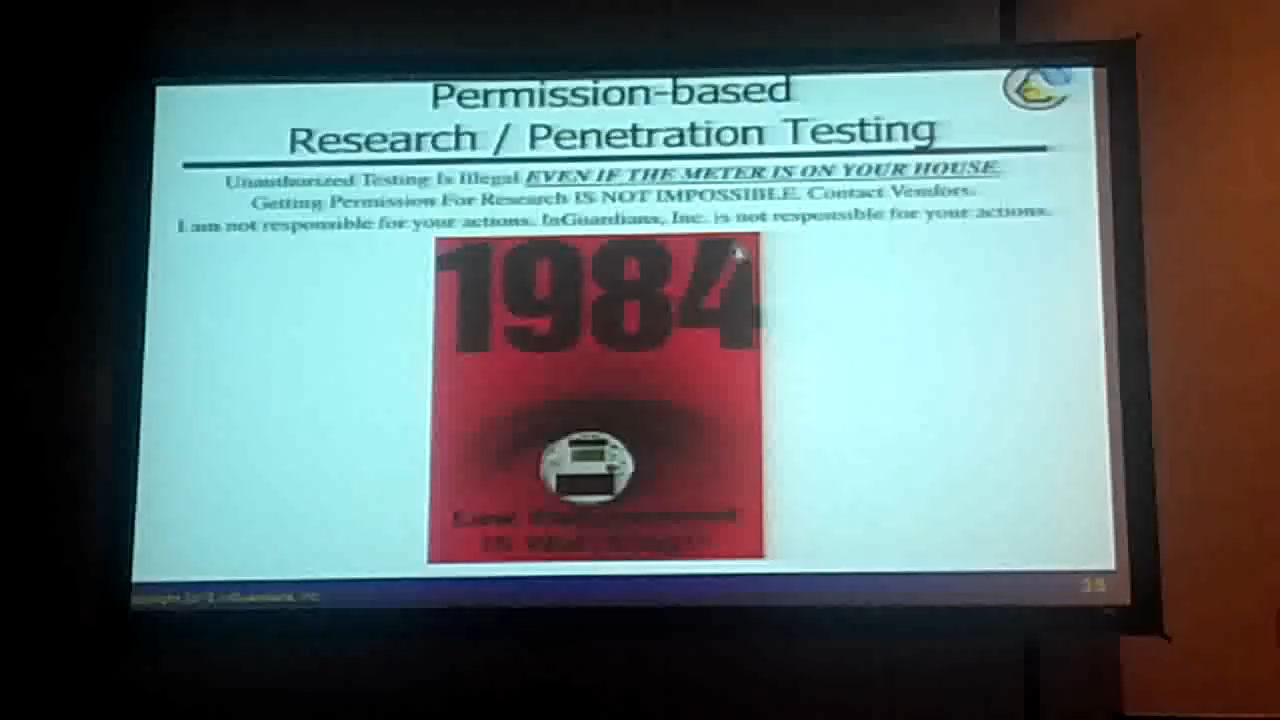 Permission-based
Research / Penetration Testing
Unauthorized Testing Is Illegal EVEN IF THE METER IS ON YOUR HOUSE.
Getting Permission For Research IS NOT IMPOSSIBLE. Contact Vendors.
I am not responsible for your actions. InGuardians, Inc. is not responsible for your actions.
1984